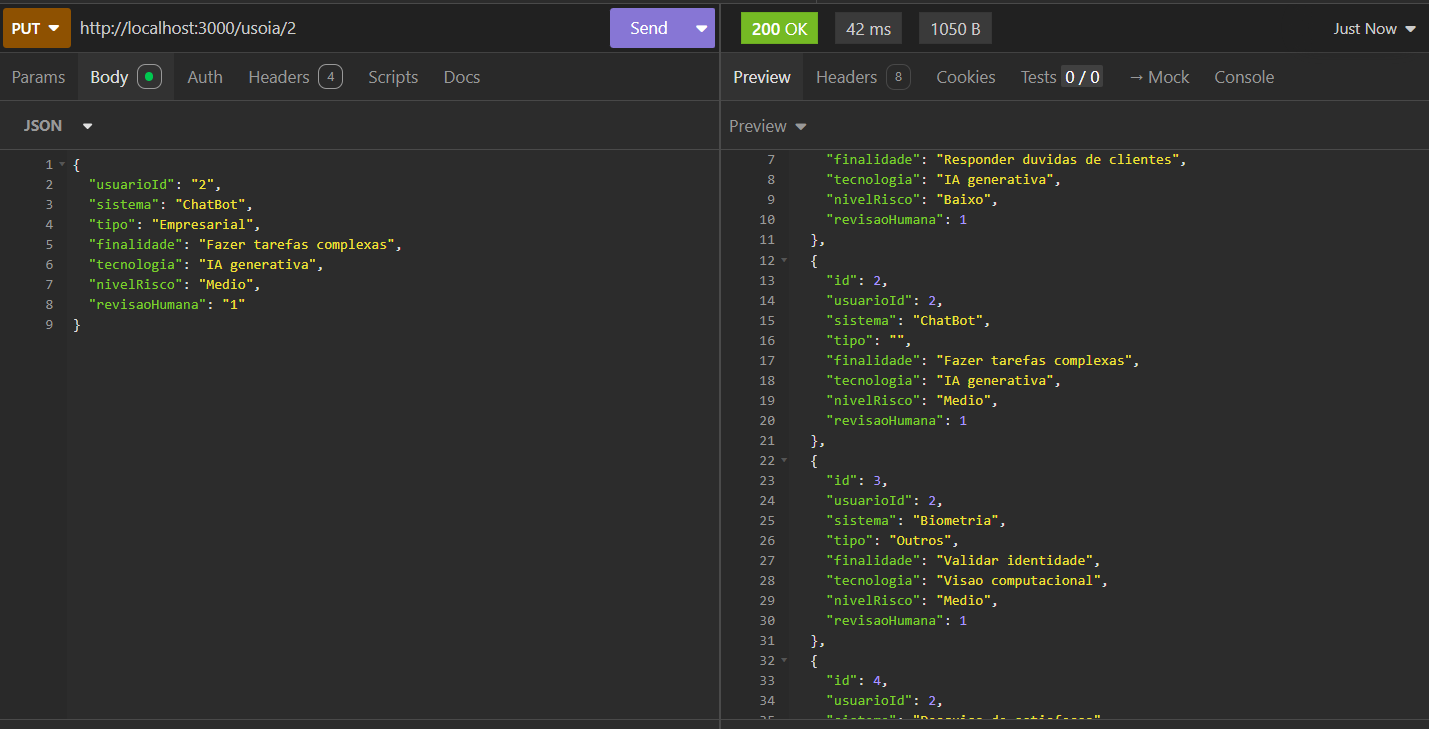 PUT http://localhost:3000/usoia/2 Send
Params Body Auth Headers 4 Scripts Docs
JSON
1 {
2 "usuarioId": "2",
3 "sistema": "ChatBot",
4 "tipo": "Empresarial",
5 "finalidade": "Fazer tarefas complexas",
6 "tecnologia": "IA generativa",
7 "nivelRisco": "Medio",
8 "revisaoHumana": "1"
9 }
200 OK 42 ms 1050 B Just Now
Preview Headers 8 Cookies Tests 0 / 0 → Mock Console
Preview
7 "finalidade": "Responder duvidas de clientes",
8 "tecnologia": "IA generativa",
9 "nivelRisco": "Baixo",
10 "revisaoHumana": 1
11 },
12 {
13 "id": 2,
14 "usuarioId": 2,
15 "sistema": "ChatBot",
16 "tipo": "",
17 "finalidade": "Fazer tarefas complexas",
18 "tecnologia": "IA generativa",
19 "nivelRisco": "Medio",
20 "revisaoHumana": 1
21 },
22 {
23 "id": 3,
24 "usuarioId": 2,
25 "sistema": "Biometria",
26 "tipo": "Outros",
27 "finalidade": "Validar identidade",
28 "tecnologia": "Visao computacional",
29 "nivelRisco": "Medio",
30 "revisaoHumana": 1
31 },
32 {
33 "id": 4,
34 "usuarioId": 2,